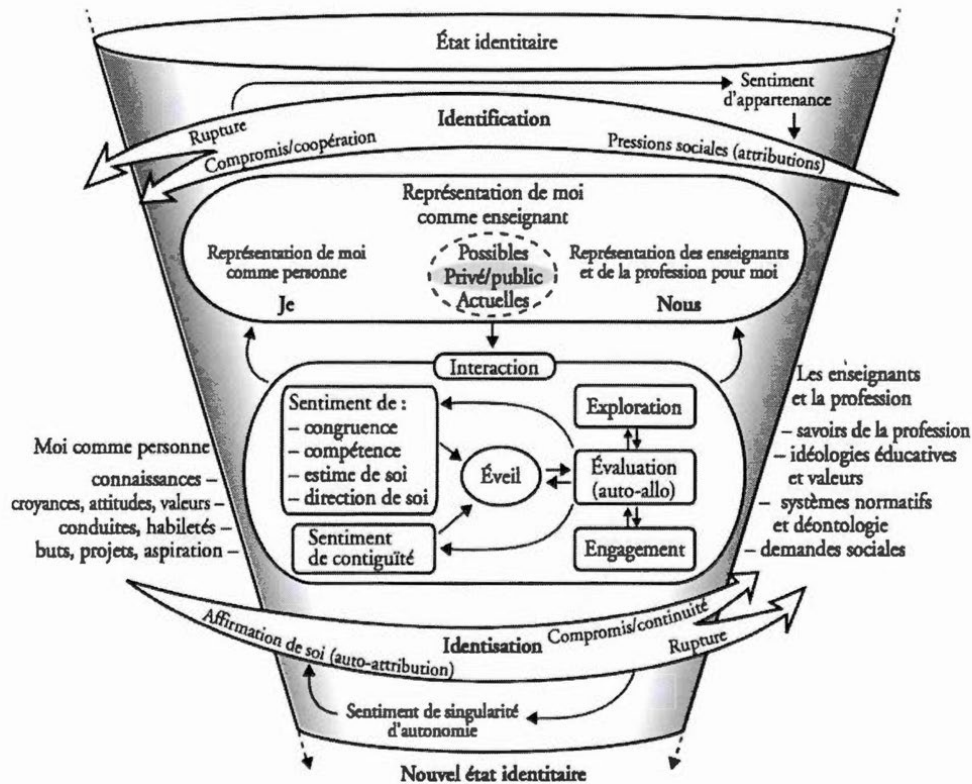 État identitaire
Sentiment
d'appartenance
Rupture
Identification
Compromis/coopération
Pressions sociales (attributions)
Représentation de moi
comme enseignant
Représentation de moi
comme personne
Je
Possibles
Privé/public
Actuelles
Représentation des enseignants
et de la profession pour moi
Nous
Interaction
Sentiment de :
– congruence
– compétence
– estime de soi
– direction de soi
Sentiment
de contiguïté
Éveil
Exploration
Évaluation
(auto-allo)
Engagement
Moi comme personne
connaissances –
croyances, attitudes, valeurs –
conduites, habiletés –
buts, projets, aspiration –
Les enseignants
et la profession
– savoirs de la profession
– idéologies éducatives
et valeurs
– systèmes normatifs
et déontologie
– demandes sociales
Affirmation de soi (auto-attribution)
Identisation
Compromis/continuité
Rupture
Sentiment de singularité
d'autonomie
Nouvel état identitaire